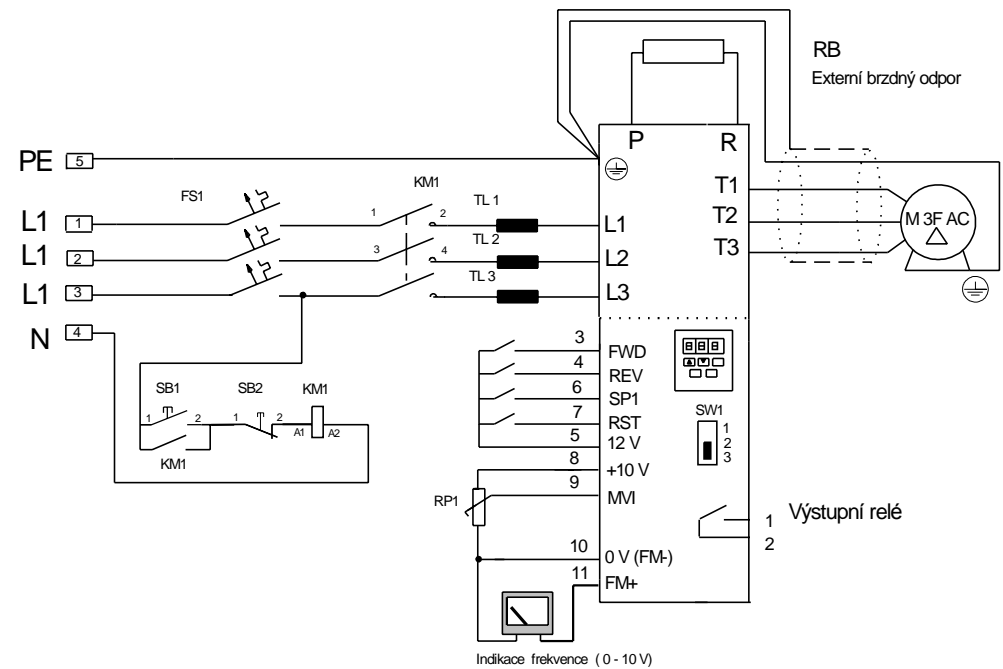 RB
Externí brzdný odpor
P R
PE 5
FS1 KM1 TL 1
T1
L1 1 1 2 L1
T2 M 3F AC
TL 2
L1 2 3 4 L2
T3
TL 3
L1 3 L3
N 4
3 FWD
4 REV
6 SP1
7 RST
5 12 V
8 +10 V
9 MVI
SB1 SB2 KM1
1 2 1 2 A1 A2
KM1
RP1
888
SW1
1
2
3
Výstupní relé
1
2
10 0 V (FM-)
11 FM+
Indikace frekvence ( 0 - 10 V)